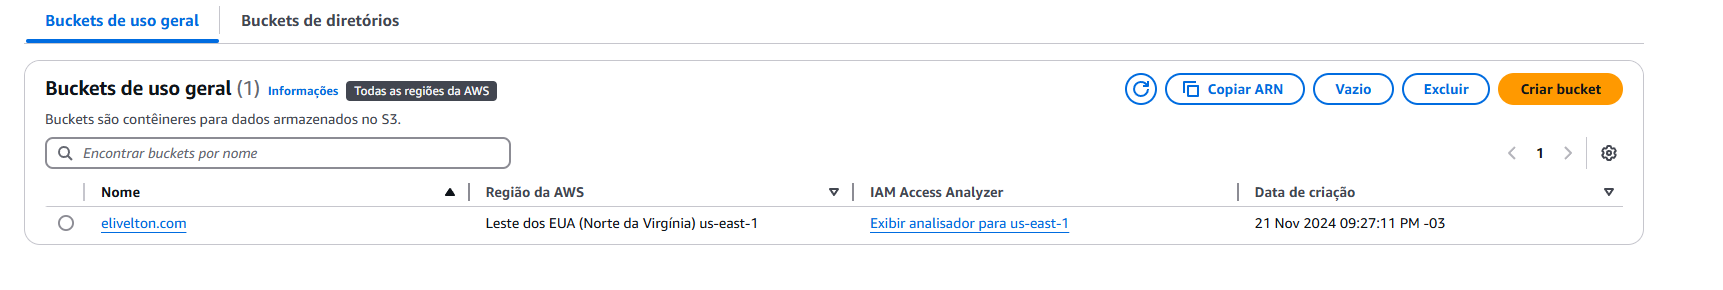 Buckets de uso geral
Buckets de diretórios
Buckets de uso geral (1) Informações Todas as regiões da AWS
Copiar ARN Vazio Excluir Criar bucket
Buckets são contêineres para dados armazenados no S3.
Encontrar buckets por nome
1
Nome Região da AWS IAM Access Analyzer Data de criação
elivelton.com Leste dos EUA (Norte da Virgínia) us-east-1 Exibir analisador para us-east-1 21 Nov 2024 09:27:11 PM -03